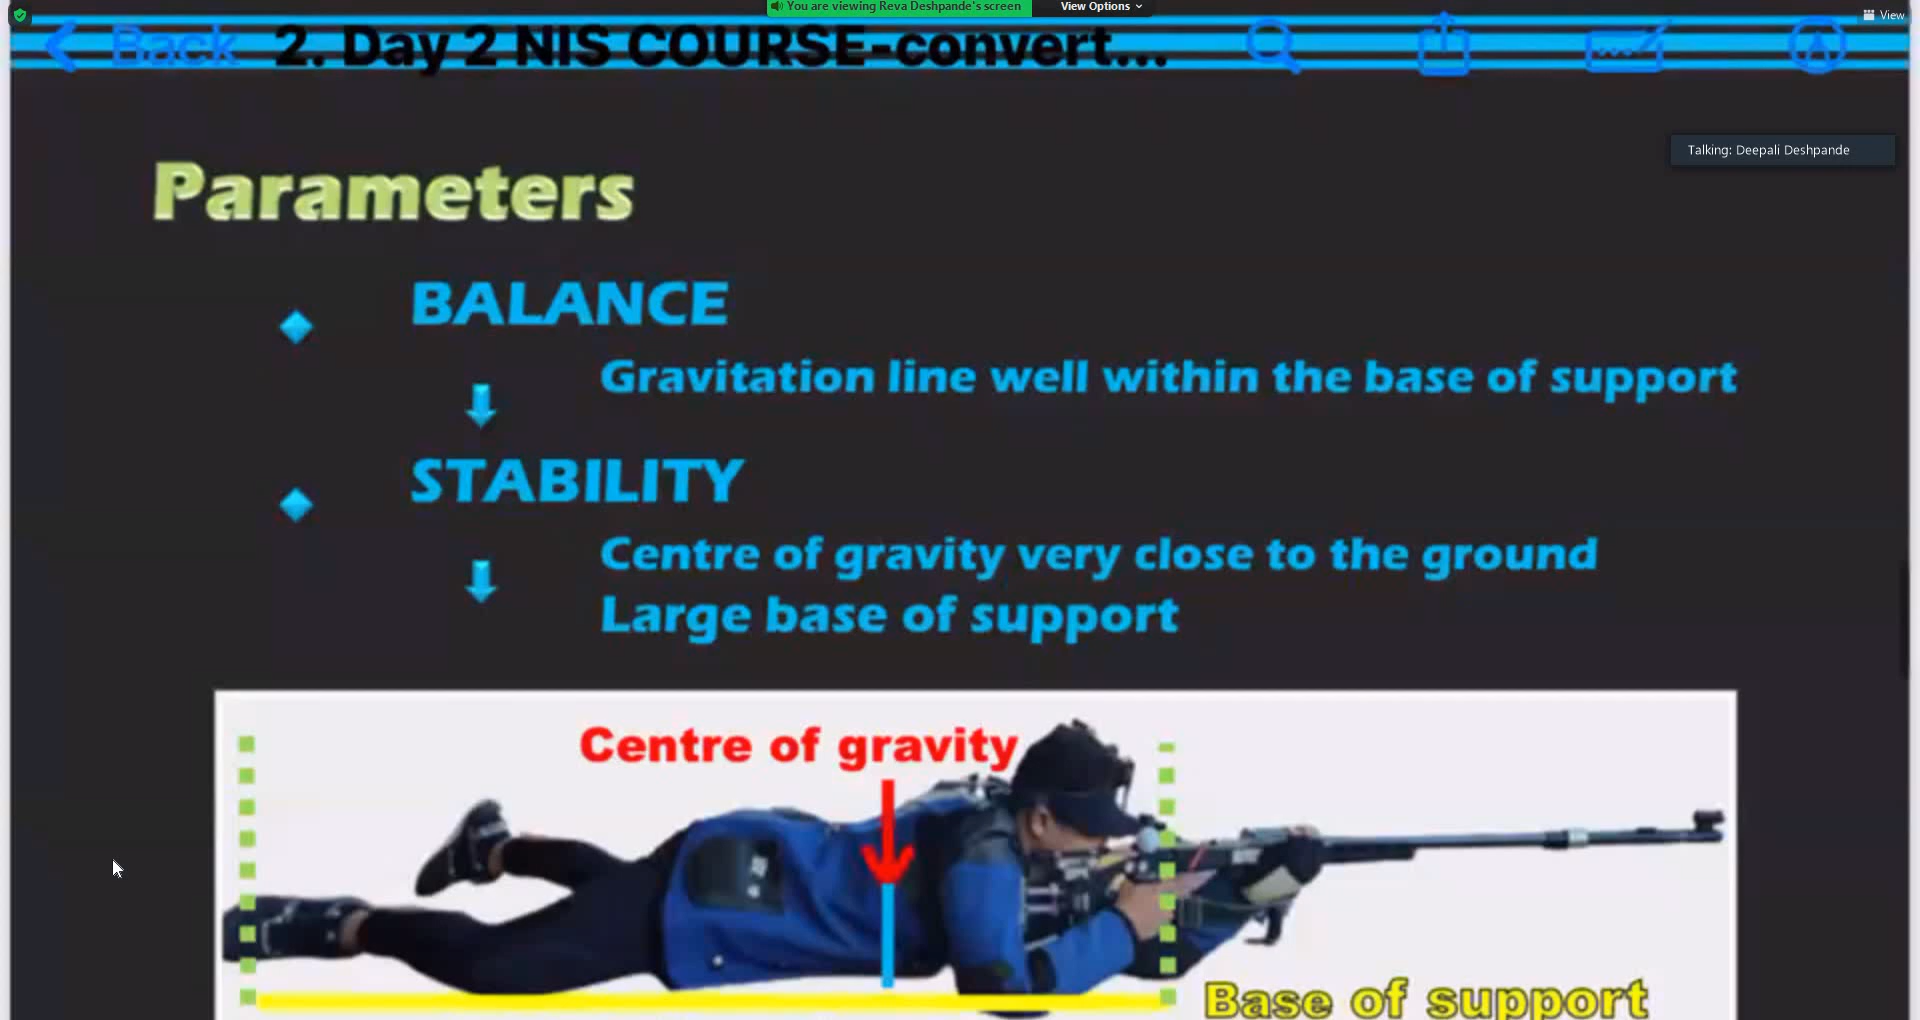 You are viewing Reva Deshpande's screen
View Options
View
Back
2. Day 2 NIS COURSE-convert...
Talking: Deepali Deshpande
Parameters
BALANCE
Gravitation line well within the base of support
STABILITY
Centre of gravity very close to the ground
Large base of support
Centre of gravity
Base of support